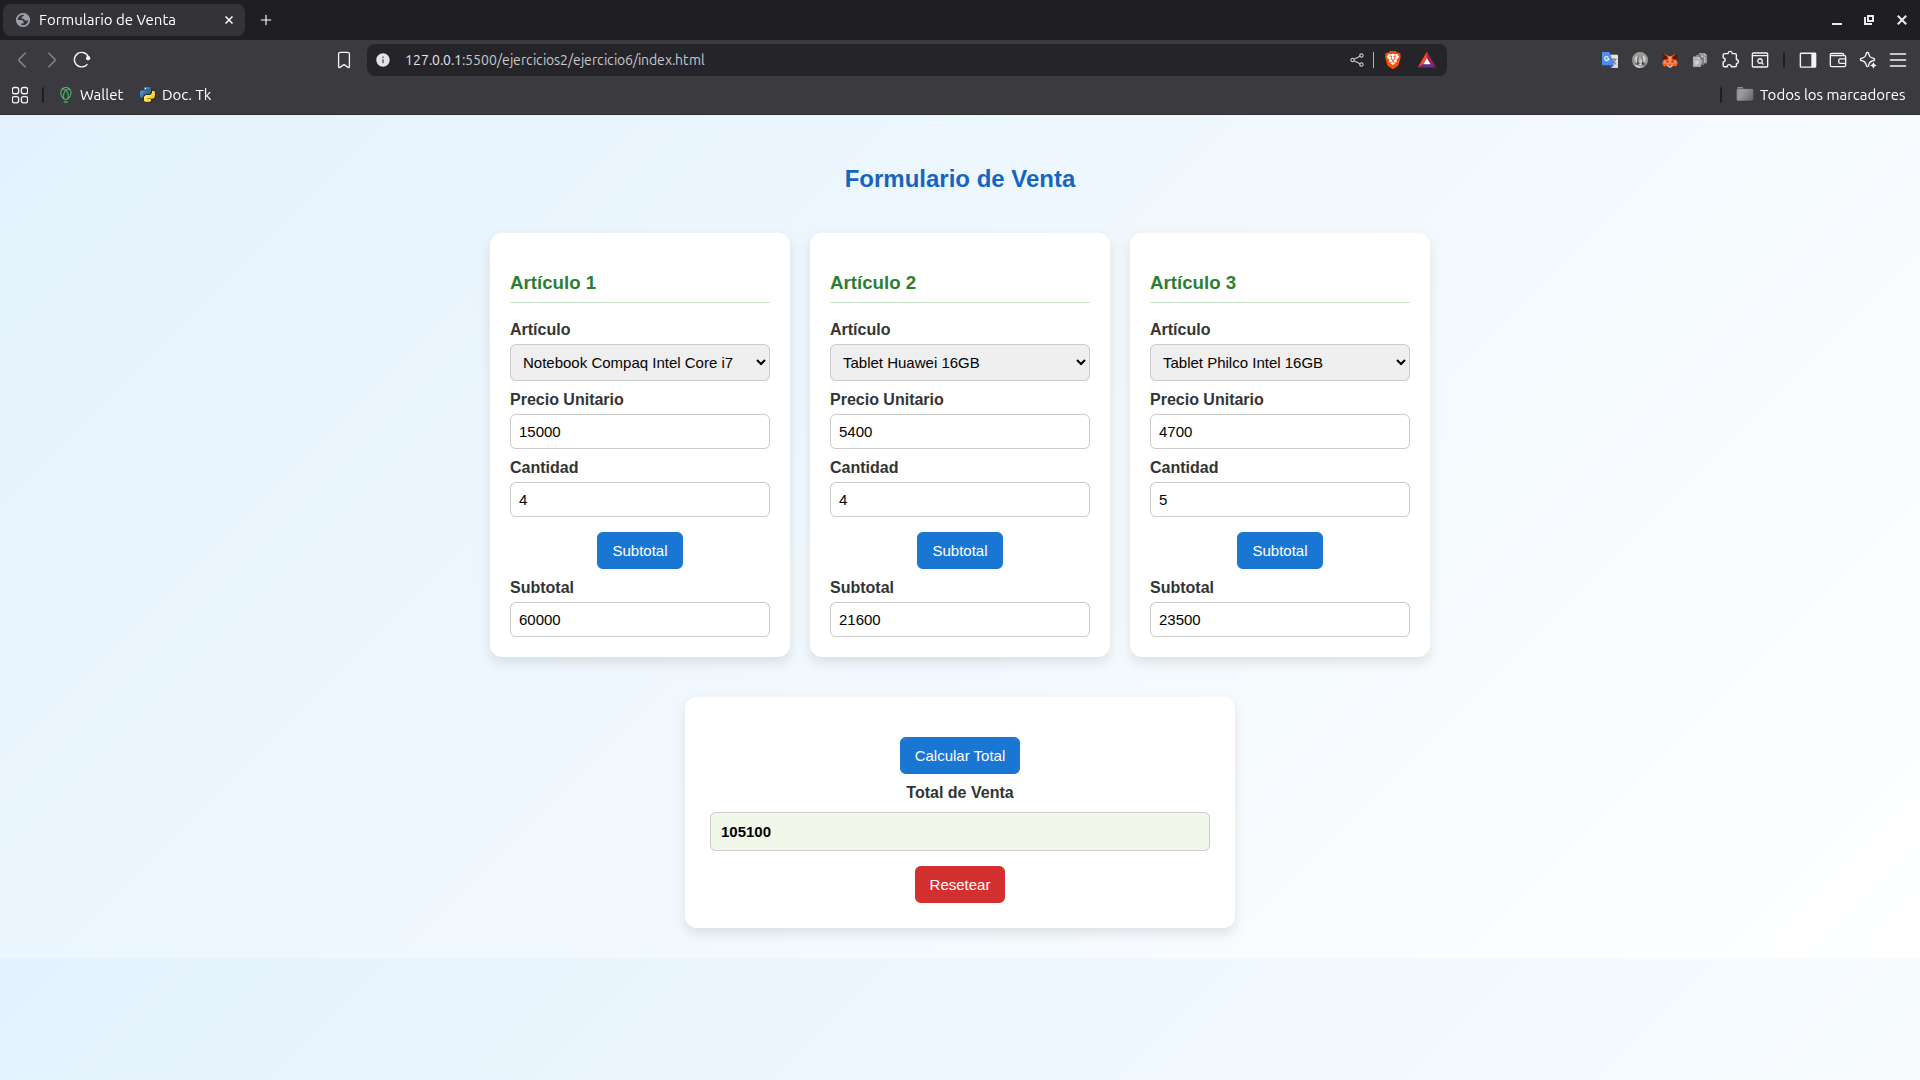 Formulario de Venta
127.0.0.1:5500/ejercicios2/ejercicio6/index.html
Wallet
Doc. Tk
Todos los marcadores
Formulario de Venta
Artículo 1
Artículo
Notebook Compaq Intel Core i7
Precio Unitario
15000
Cantidad
4
Subtotal
Subtotal
60000
Artículo 2
Artículo
Tablet Huawei 16GB
Precio Unitario
5400
Cantidad
4
Subtotal
Subtotal
21600
Artículo 3
Artículo
Tablet Philco Intel 16GB
Precio Unitario
4700
Cantidad
5
Subtotal
Subtotal
23500
Calcular Total
Total de Venta
105100
Resetear